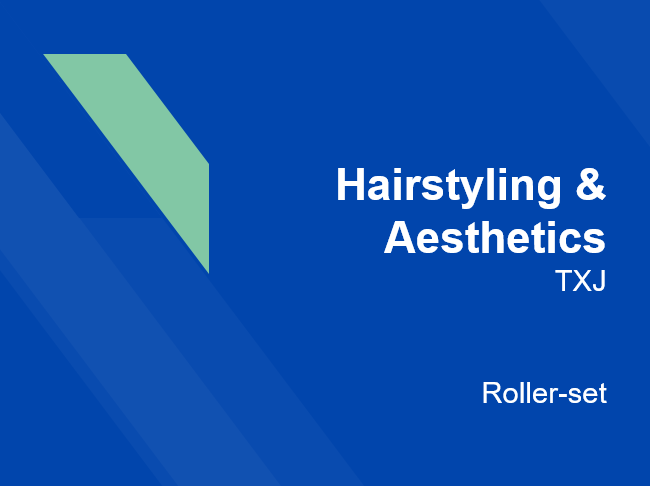 Hairstyling &
Aesthetics
TXJ
Roller-set